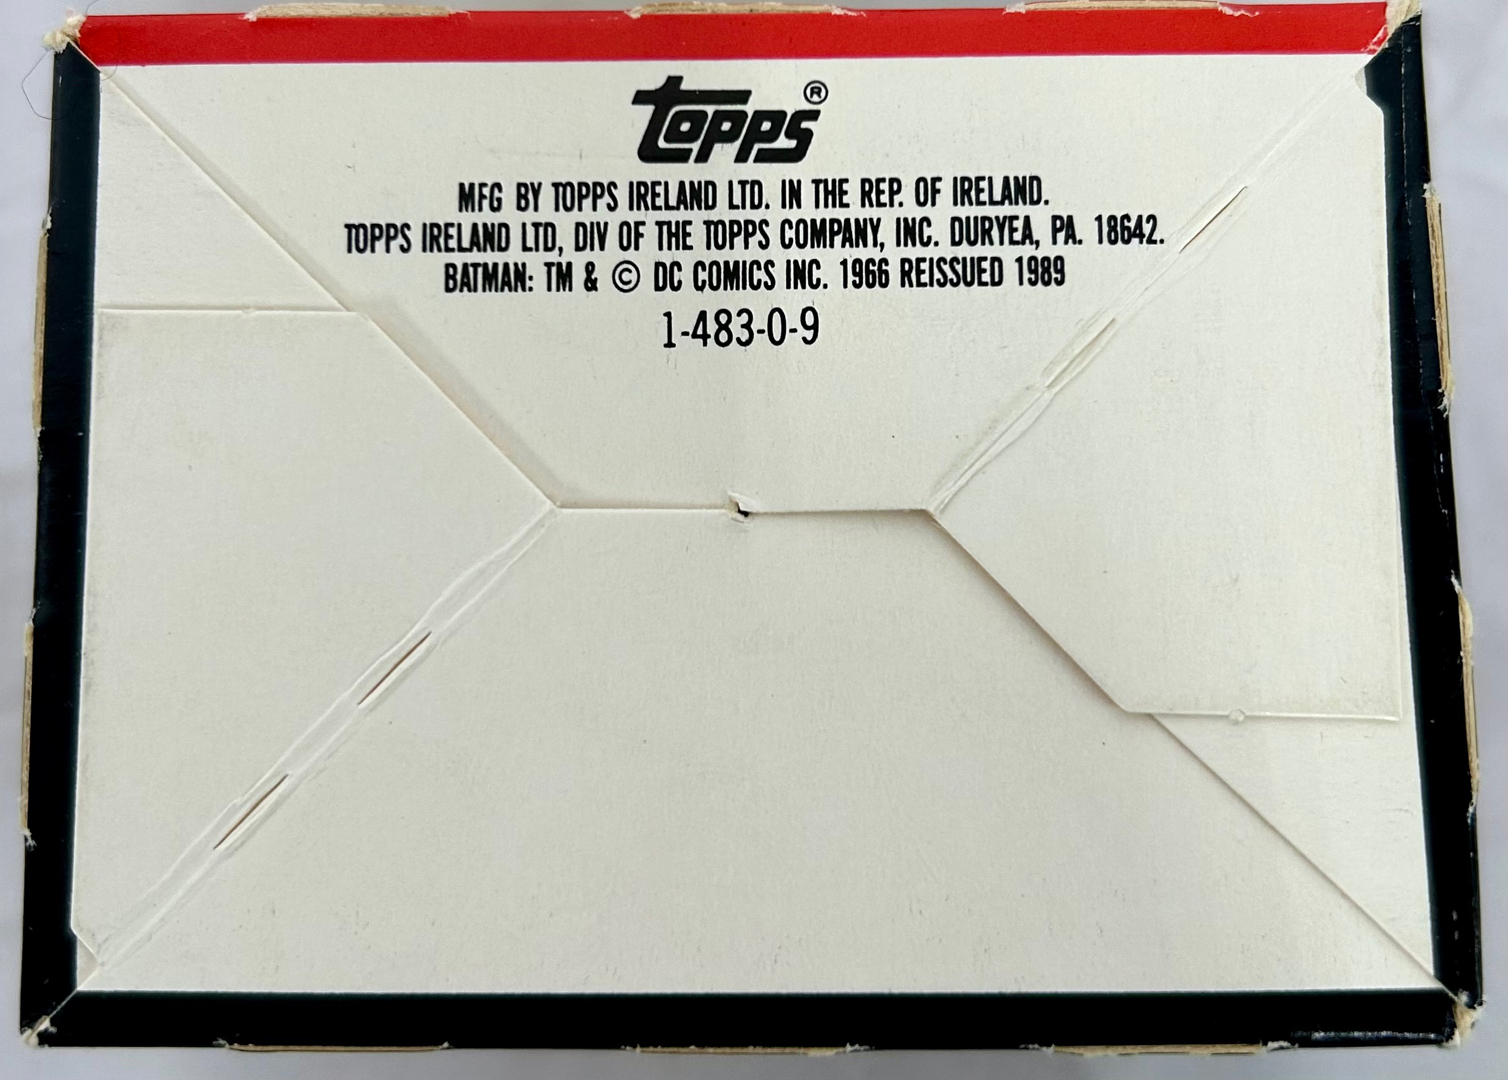 topps®
MFG BY TOPPS IRELAND LTD. IN THE REP. OF IRELAND.
TOPPS IRELAND LTD, DIV OF THE TOPPS COMPANY, INC. DURYEA, PA. 18642.
BATMAN: TM & © DC COMICS INC. 1966 REISSUED 1989
1-483-0-9